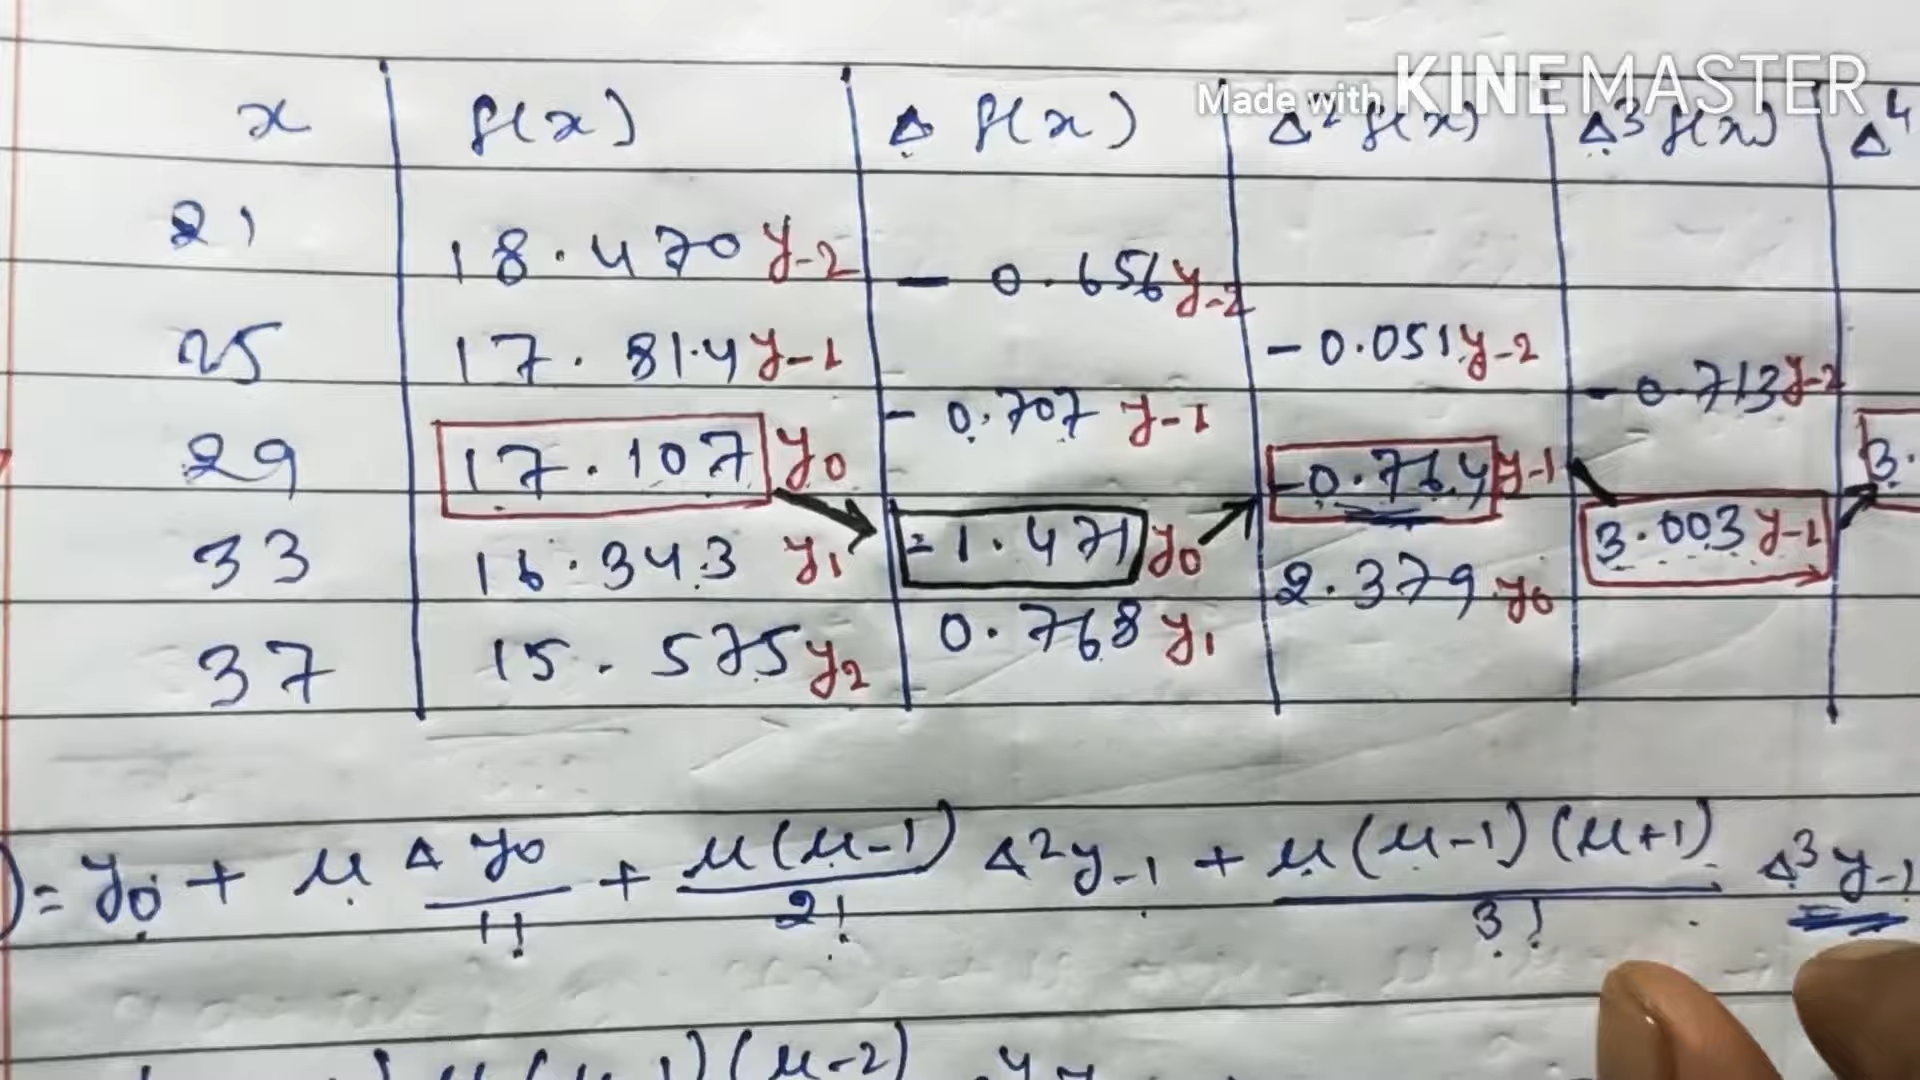 Made with KINEMASTER
x f(x) Δ f(x) Δ² f(x) Δ³ f(x) Δ⁴
21 18.470 y-2
- 0.656 y-2
25 17.814 y-1 - 0.051 y-2
- 0.707 y-1 - 0.713 y-2
29 17.107 y0 - 0.764 y-1 3.
- 1.471 y0 3.003 y-1
33 16.343 y1 2.379 y0
0.768 y1
37 15.575 y2
) = y0 + μ Δ y0 / 1! + μ(μ-1) / 2! Δ²y-1 + μ(μ-1)(μ+1) / 3! Δ³y-1
(μ-2)